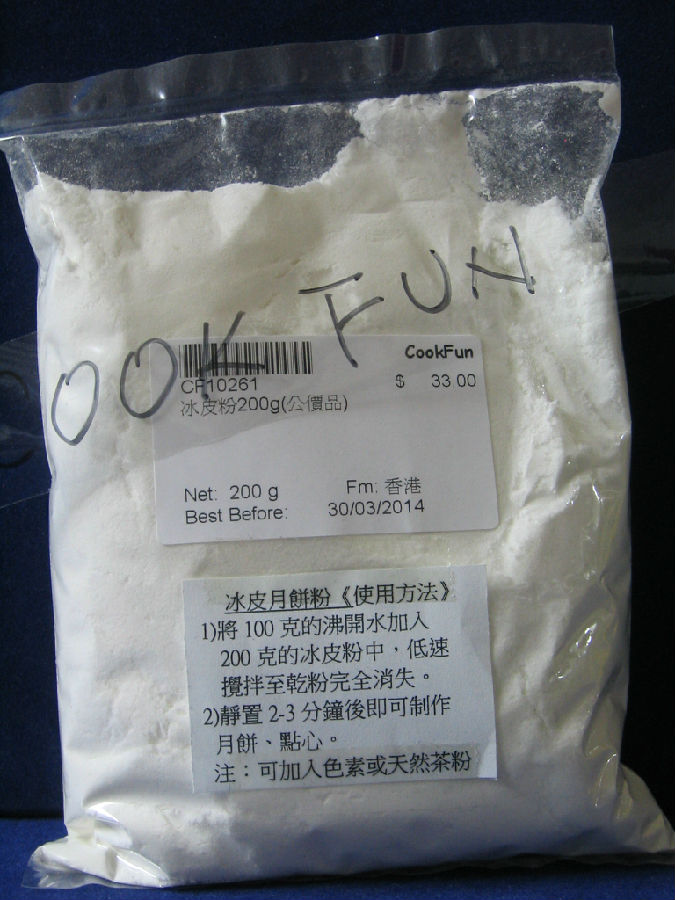 OOK FUN
CookFun
CF10261
$ 33.00
冰皮粉200g(公價品)
Net: 200 g
Fm: 香港
Best Before: 30/03/2014
冰皮月餅粉《使用方法》
1)將 100 克的沸開水加入
200 克的冰皮粉中，低速
攪拌至乾粉完全消失。
2)靜置 2-3 分鐘後即可制作
月餅、點心。
注：可加入色素或天然茶粉